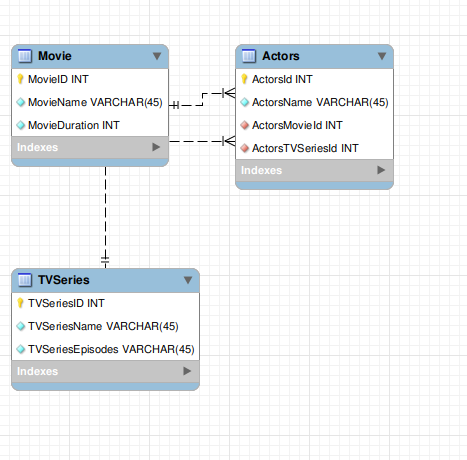 Movie
MovieID INT
MovieName VARCHAR(45)
MovieDuration INT
Indexes
Actors
ActorsId INT
ActorsName VARCHAR(45)
ActorsMovieId INT
ActorsTVSeriesId INT
Indexes
TVSeries
TVSeriesID INT
TVSeriesName VARCHAR(45)
TVSeriesEpisodes VARCHAR(45)
Indexes